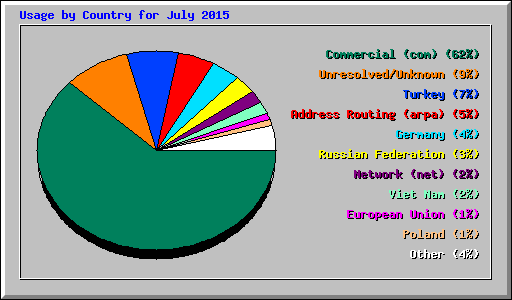 Usage by Country for July 2015
Commercial (com) (62%)
Unresolved/Unknown (9%)
Turkey (7%)
Address Routing (arpa) (5%)
Germany (4%)
Russian Federation (3%)
Network (net) (2%)
Viet Nam (2%)
European Union (1%)
Poland (1%)
Other (4%)